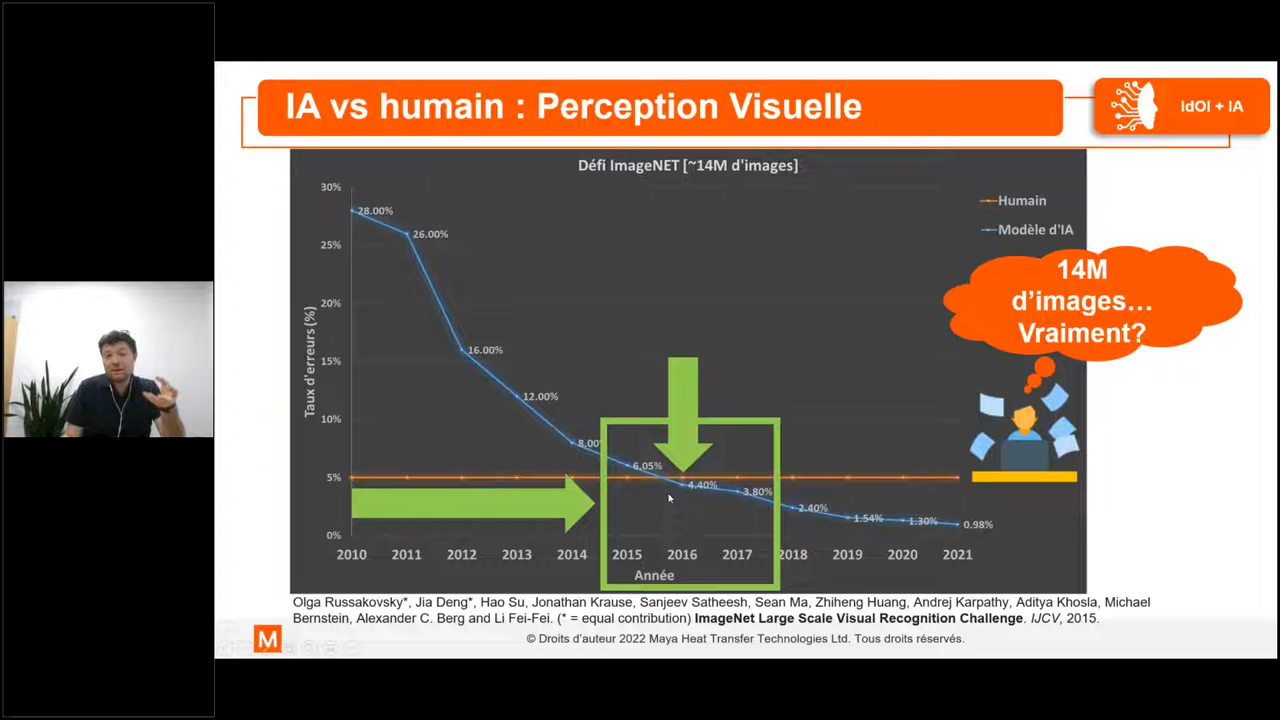 IA vs humain : Perception Visuelle
IdOI + IA
Défi ImageNET [~14M d'images]
30%
25%
20%
15%
10%
5%
0%
Taux d'erreurs (%)
Humain
Modèle d'IA
28.00%
26.00%
16.00%
12.00%
8.00%
6.05%
4.40%
3.80%
2.40%
1.54%
1.30%
0.98%
14M
d'images…
Vraiment?
2010 2011 2012 2013 2014 2015 2016 2017 2018 2019 2020 2021
Année
Olga Russakovsky*, Jia Deng*, Hao Su, Jonathan Krause, Sanjeev Satheesh, Sean Ma, Zhiheng Huang, Andrej Karpathy, Aditya Khosla, Michael
Bernstein, Alexander C. Berg and Li Fei-Fei. (* = equal contribution) ImageNet Large Scale Visual Recognition Challenge. IJCV, 2015.
M
© Droits d'auteur 2022 Maya Heat Transfer Technologies Ltd. Tous droits réservés.